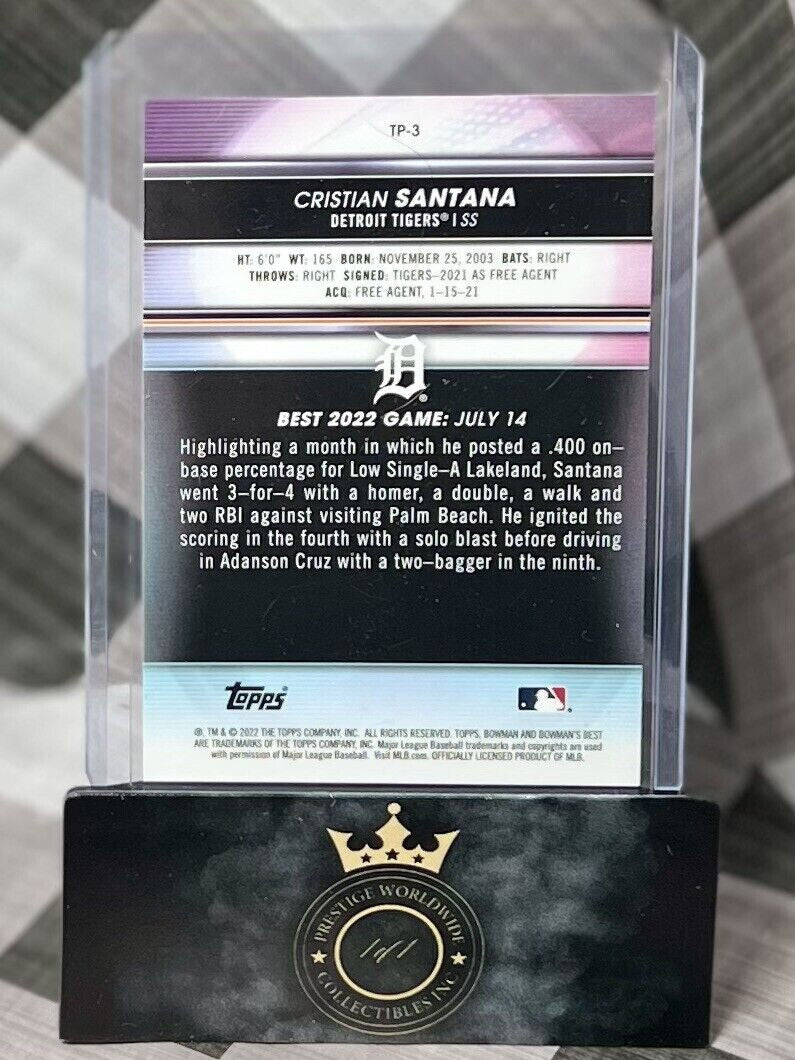 TP-3
CRISTIAN SANTANA
DETROIT TIGERS® | SS
HT: 6'0" WT: 165 BORN: NOVEMBER 25, 2003 BATS: RIGHT
THROWS: RIGHT SIGNED: TIGERS–2021 AS FREE AGENT
ACQ: FREE AGENT, 1-15-21
D®
BEST 2022 GAME: JULY 14
Highlighting a month in which he posted a .400 on–
base percentage for Low Single–A Lakeland, Santana
went 3–for–4 with a homer, a double, a walk and
two RBI against visiting Palm Beach. He ignited the
scoring in the fourth with a solo blast before driving
in Adanson Cruz with a two–bagger in the ninth.
Topps®
®, TM & © 2022 THE TOPPS COMPANY, INC. ALL RIGHTS RESERVED. TOPPS, BOWMAN AND BOWMAN'S BEST
ARE TRADEMARKS OF THE TOPPS COMPANY, INC. Major League Baseball trademarks and copyrights are used
with permission of Major League Baseball. Visit MLB.com. OFFICIALLY LICENSED PRODUCT OF MLB.
PRESTIGE WORLDWIDE
1of1
COLLECTIBLES INC